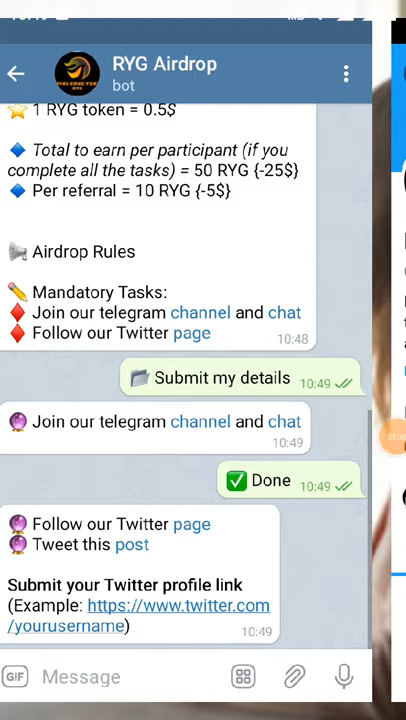 RYG Airdrop
bot
1 RYG token = 0.5$
Total to earn per participant (if you
complete all the tasks) = 50 RYG {-25$}
Per referral = 10 RYG {-5$}
Airdrop Rules
Mandatory Tasks:
Join our telegram channel and chat
Follow our Twitter page
10:48
Submit my details 10:49
Join our telegram channel and chat
10:49
Done 10:49
Follow our Twitter page
Tweet this post
Submit your Twitter profile link
(Example: https://www.twitter.com
/yourusername)
10:49
GIF Message